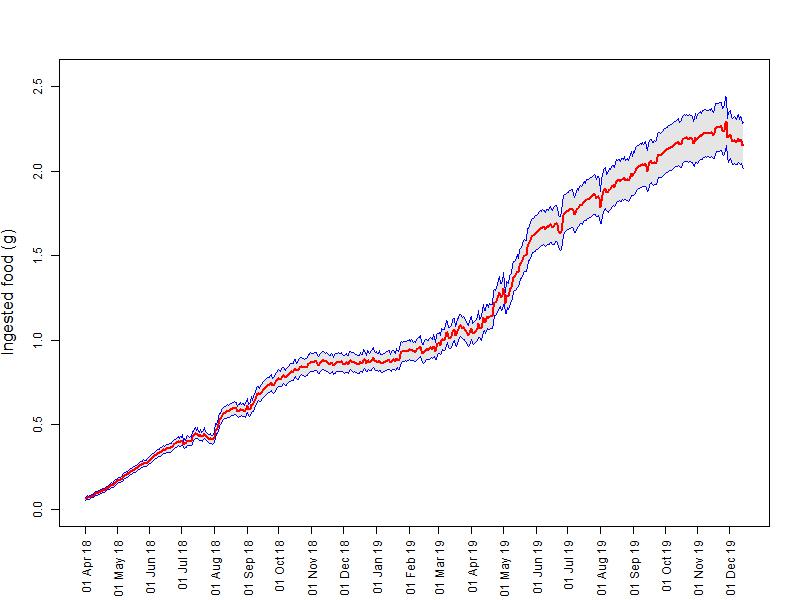 Ingested food (g)
2.5
2.0
1.5
1.0
0.5
0.0
01 Apr 18
01 May 18
01 Jun 18
01 Jul 18
01 Aug 18
01 Sep 18
01 Oct 18
01 Nov 18
01 Dec 18
01 Jan 19
01 Feb 19
01 Mar 19
01 Apr 19
01 May 19
01 Jun 19
01 Jul 19
01 Aug 19
01 Sep 19
01 Oct 19
01 Nov 19
01 Dec 19